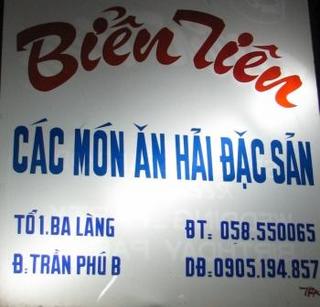 Biển Tiên
CÁC MÓN ĂN HẢI ĐẶC SẢN
TỔ 1. BA LÀNG ĐT. 058.550065
Đ. TRẦN PHÚ B DĐ. 0905.194.857